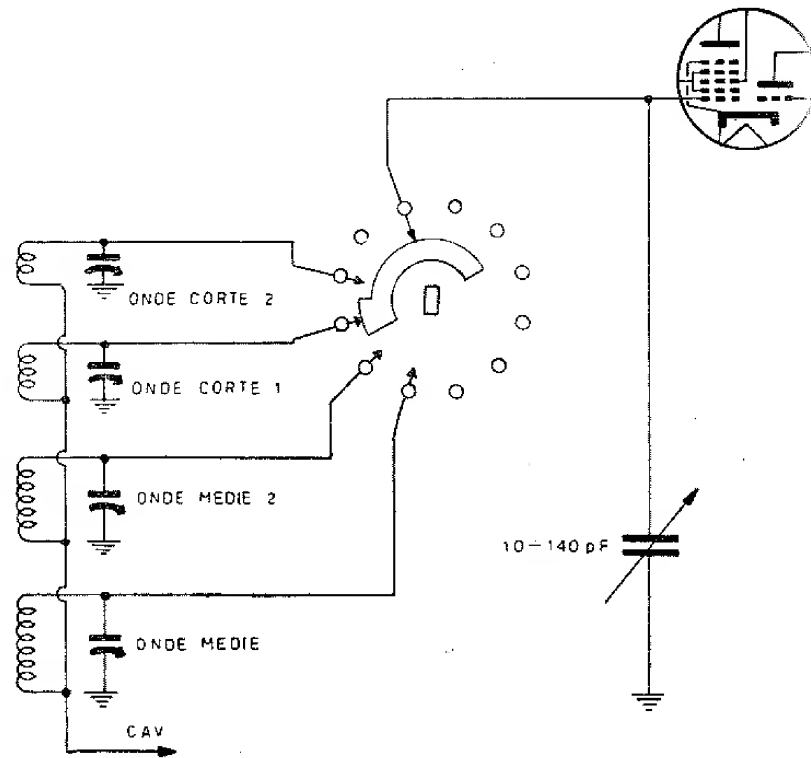 ONDE CORTE 2
ONDE CORTE 1
ONDE MEDIE 2
10-140 pF
ONDE MEDIE
CAV